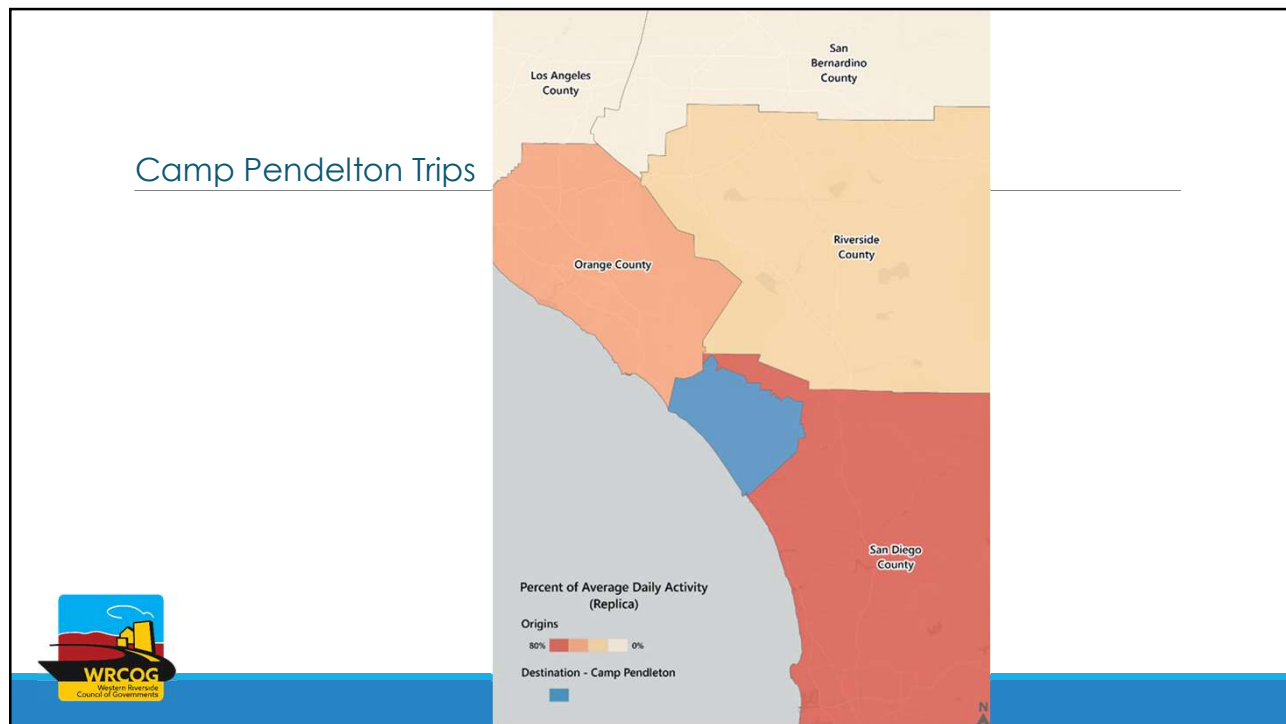 Camp Pendelton Trips
Los Angeles
County
San
Bernardino
County
Orange County
Riverside
County
San Diego
County
Percent of Average Daily Activity
(Replica)
Origins
80% 0%
Destination - Camp Pendleton
N
WRCOG
Western Riverside
Council of Governments